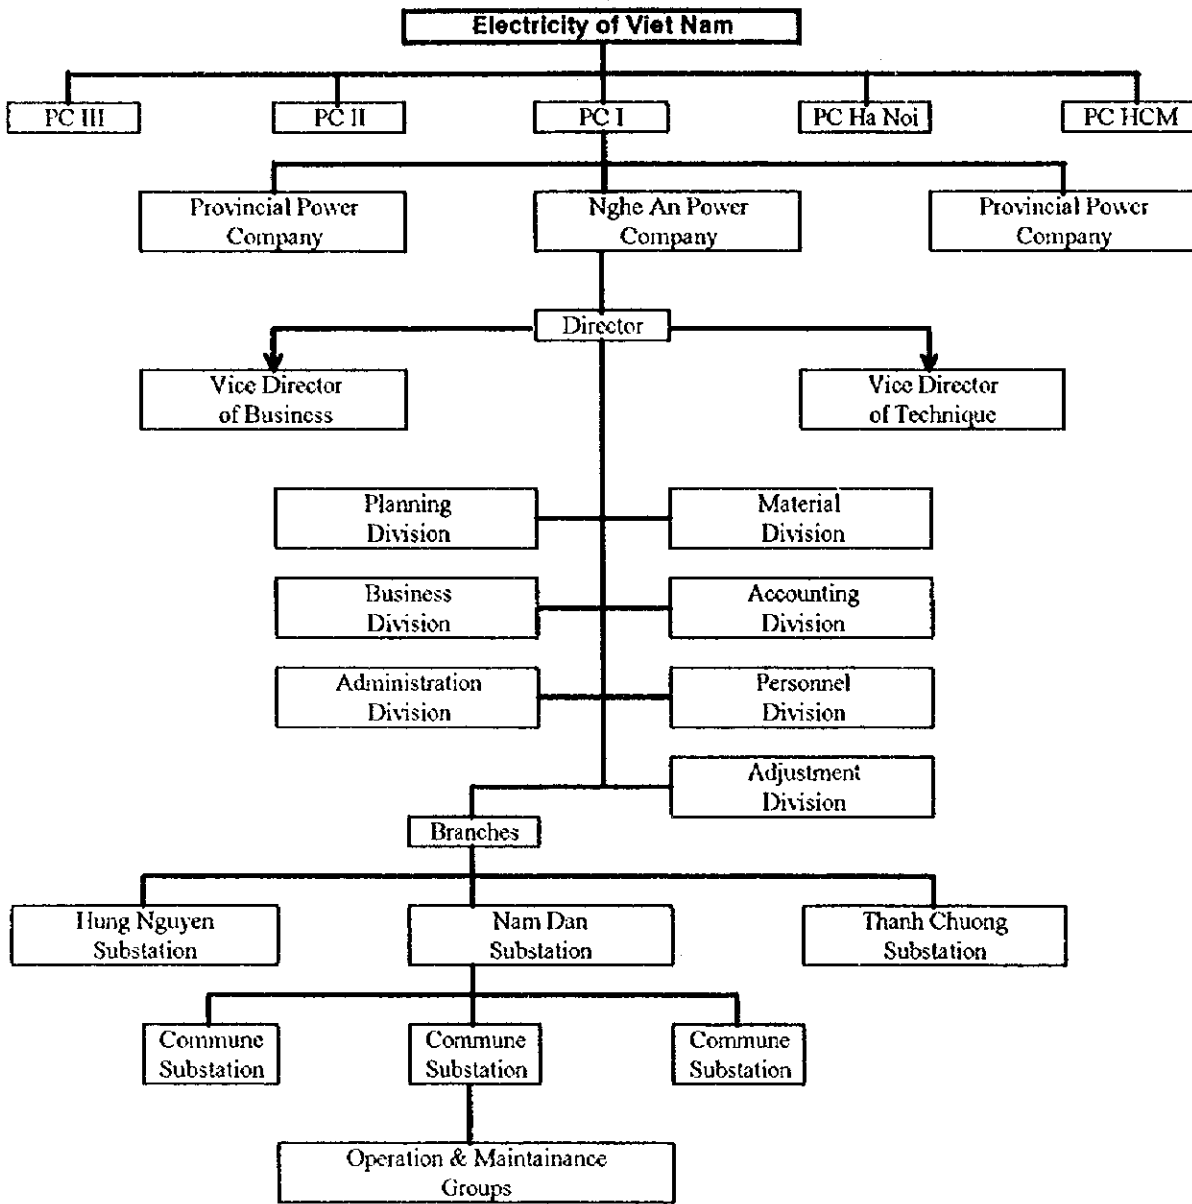 Electricity of Viet Nam
PC III
PC II
PC I
PC Ha Noi
PC HCM
Provincial Power
Company
Nghe An Power
Company
Provincial Power
Company
Director
Vice Director
of Business
Vice Director
of Technique
Planning
Division
Material
Division
Business
Division
Accounting
Division
Administration
Division
Personnel
Division
Adjustment
Division
Branches
Hung Nguyen
Substation
Nam Dan
Substation
Thanh Chuong
Substation
Commune
Substation
Commune
Substation
Commune
Substation
Operation & Maintainance
Groups